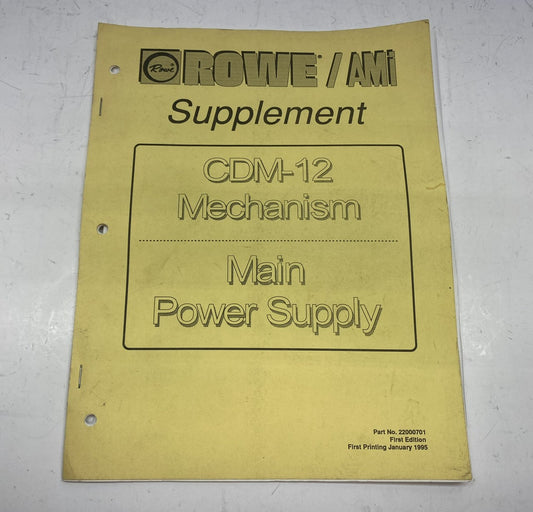 Rowe ROWE® / AMi
Supplement
CDM-12
Mechanism
Main
Power Supply
Part No. 22000701
First Edition
First Printing January 1995